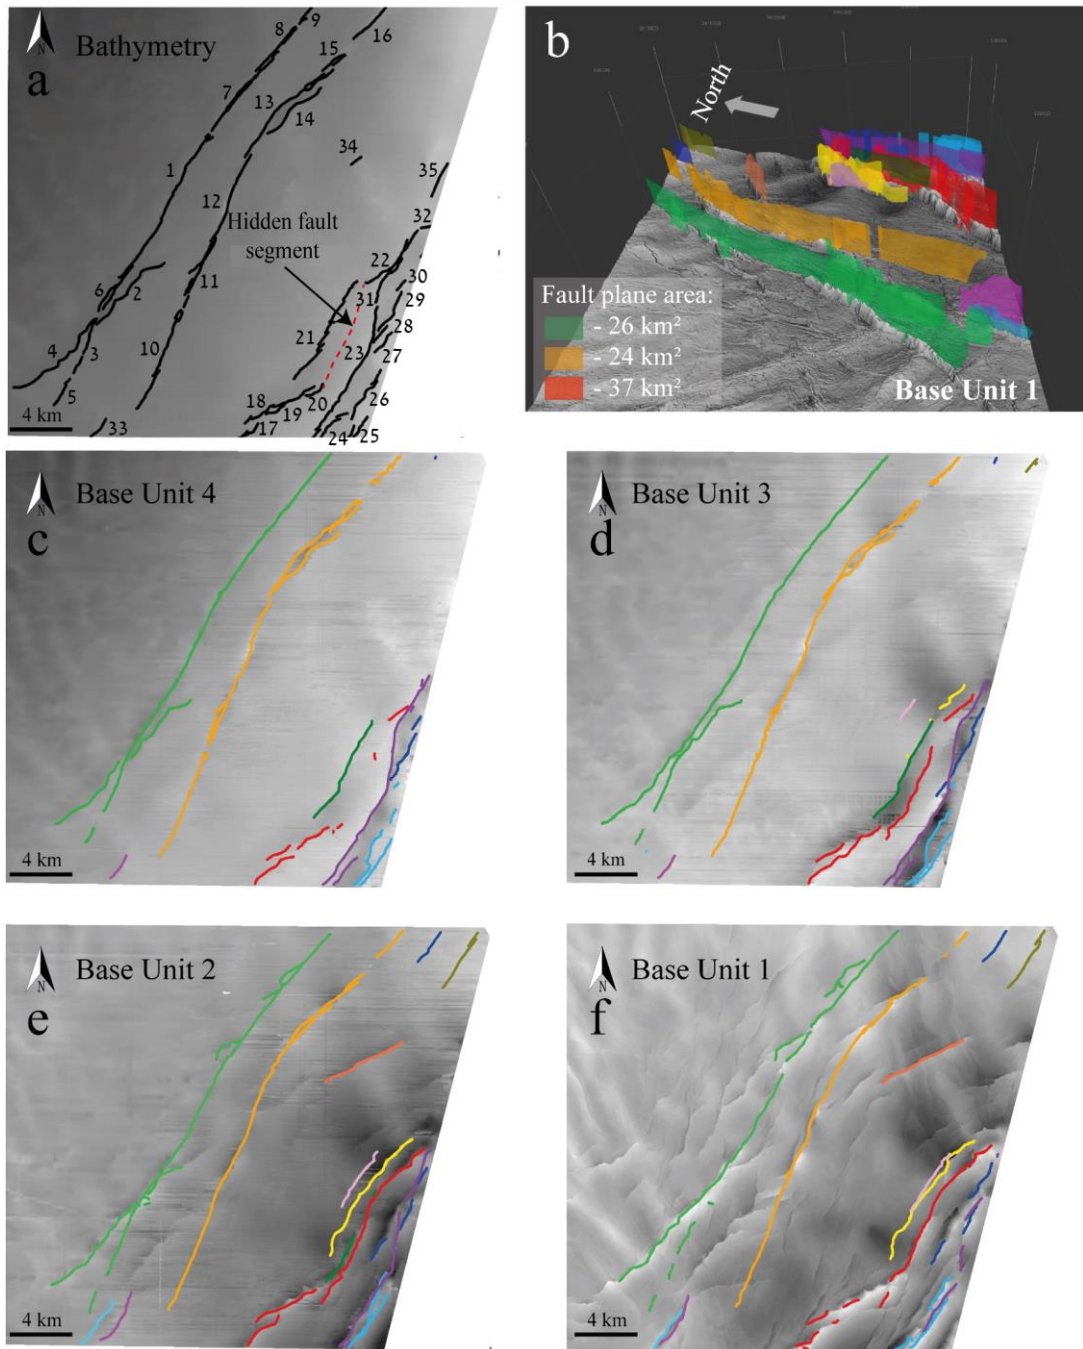 a
N
Bathymetry
8
9
16
15
7
13
14
34
1
35
12
Hidden fault
segment
32
22
6
2
11
30
31
29
21
28
4
3
10
23
27
5
18
20
26
19
4 km
33
17
24
25
b
North
Fault plane area:
- 26 km²
- 24 km²
- 37 km²
Base Unit 1
N
Base Unit 4
c
4 km
N
Base Unit 3
d
4 km
N
Base Unit 2
e
4 km
N
Base Unit 1
f
4 km